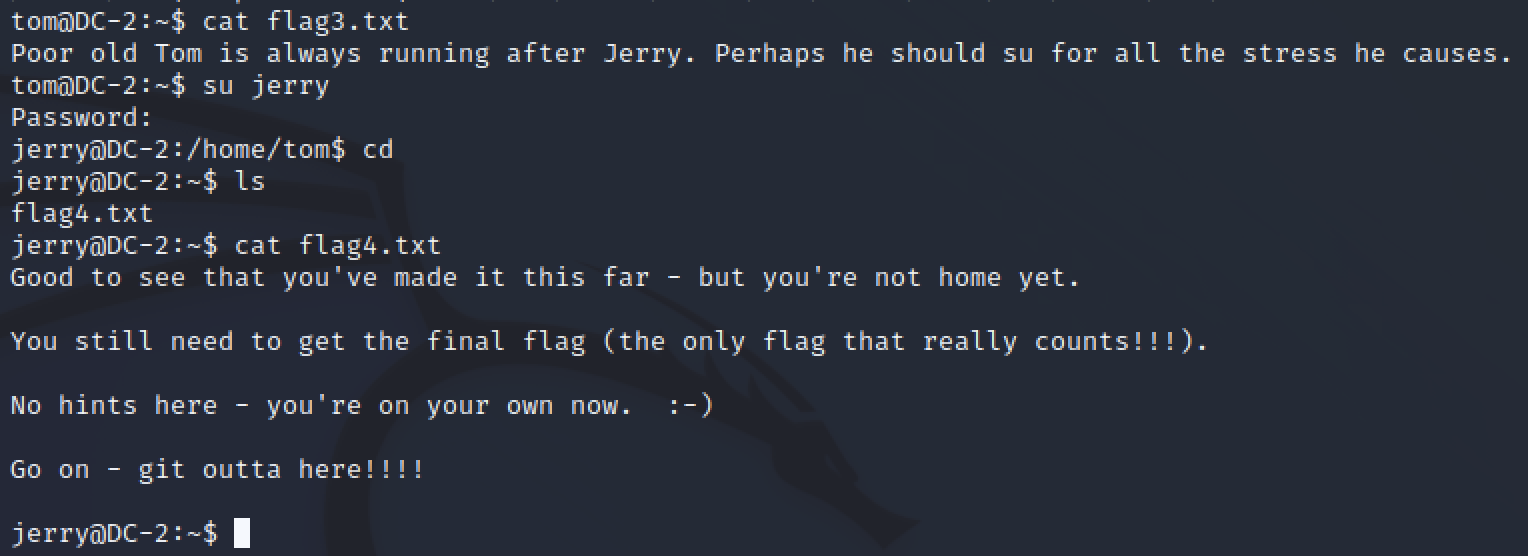 tom@DC-2:~$ cat flag3.txt
Poor old Tom is always running after Jerry. Perhaps he should su for all the stress he causes.
tom@DC-2:~$ su jerry
Password:
jerry@DC-2:/home/tom$ cd
jerry@DC-2:~$ ls
flag4.txt
jerry@DC-2:~$ cat flag4.txt
Good to see that you've made it this far - but you're not home yet.
You still need to get the final flag (the only flag that really counts!!!).
No hints here - you're on your own now.  :-)
Go on - git outta here!!!!
jerry@DC-2:~$